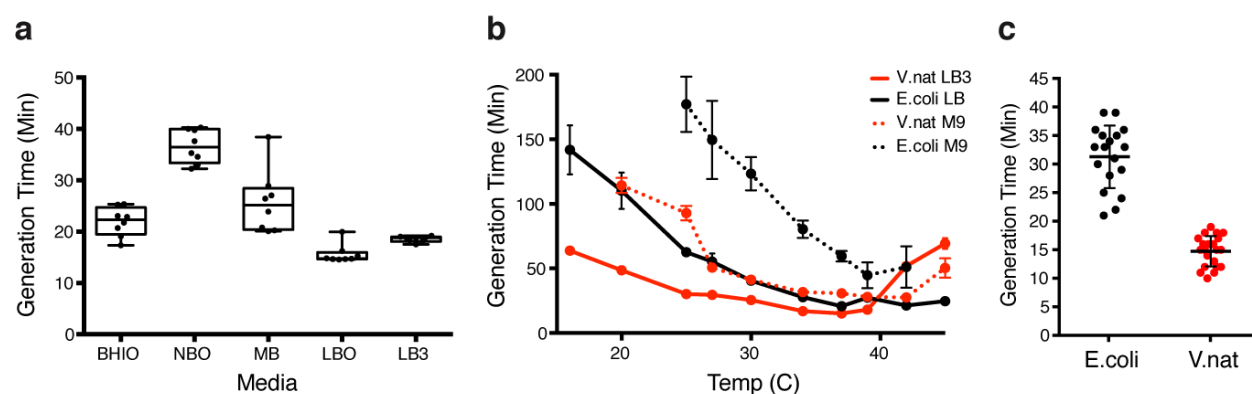 a
Generation Time (Min)
50
40
30
20
10
0
BHIO NBO MB LBO LB3
Media
b
Generation Time (Min)
200
150
100
50
0
20 30 40
Temp (C)
V.nat LB3
E.coli LB
V.nat M9
E.coli M9
c
Generation Time (Min)
45
40
35
30
25
20
15
10
5
0
E.coli V.nat